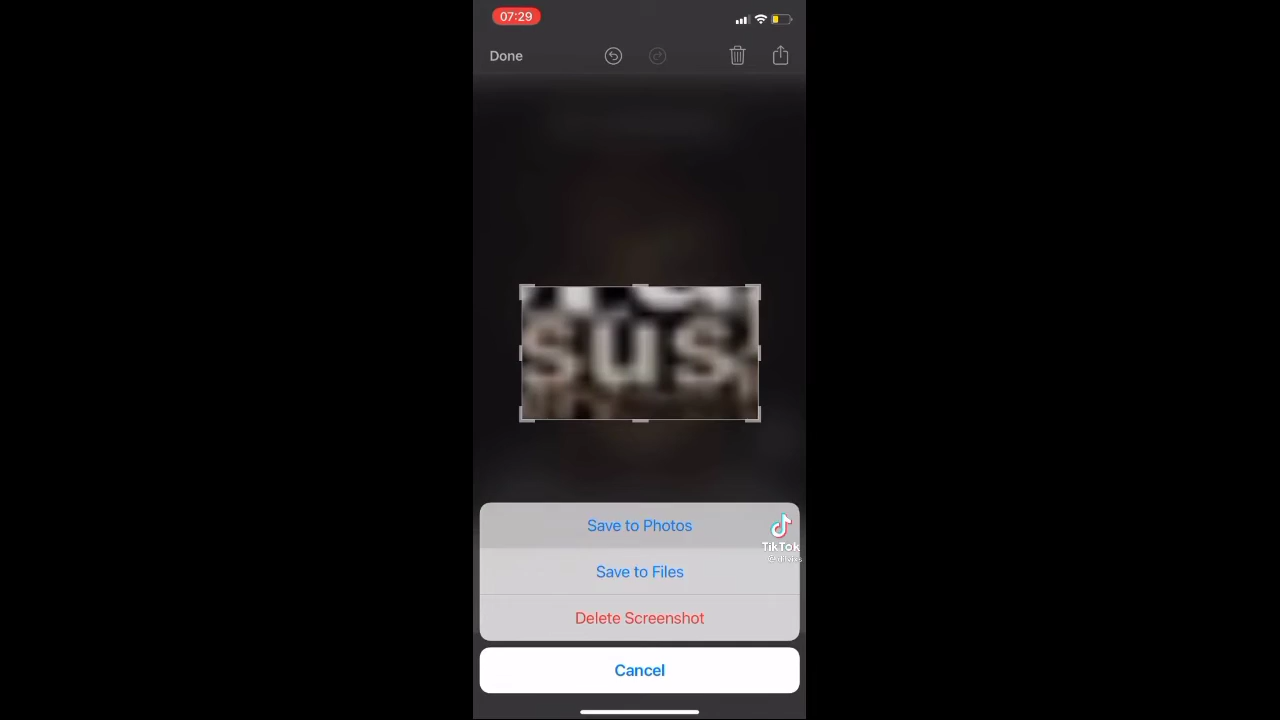 07:29
Done
sus
Save to Photos
TikTok
Save to Files
Delete Screenshot
Cancel